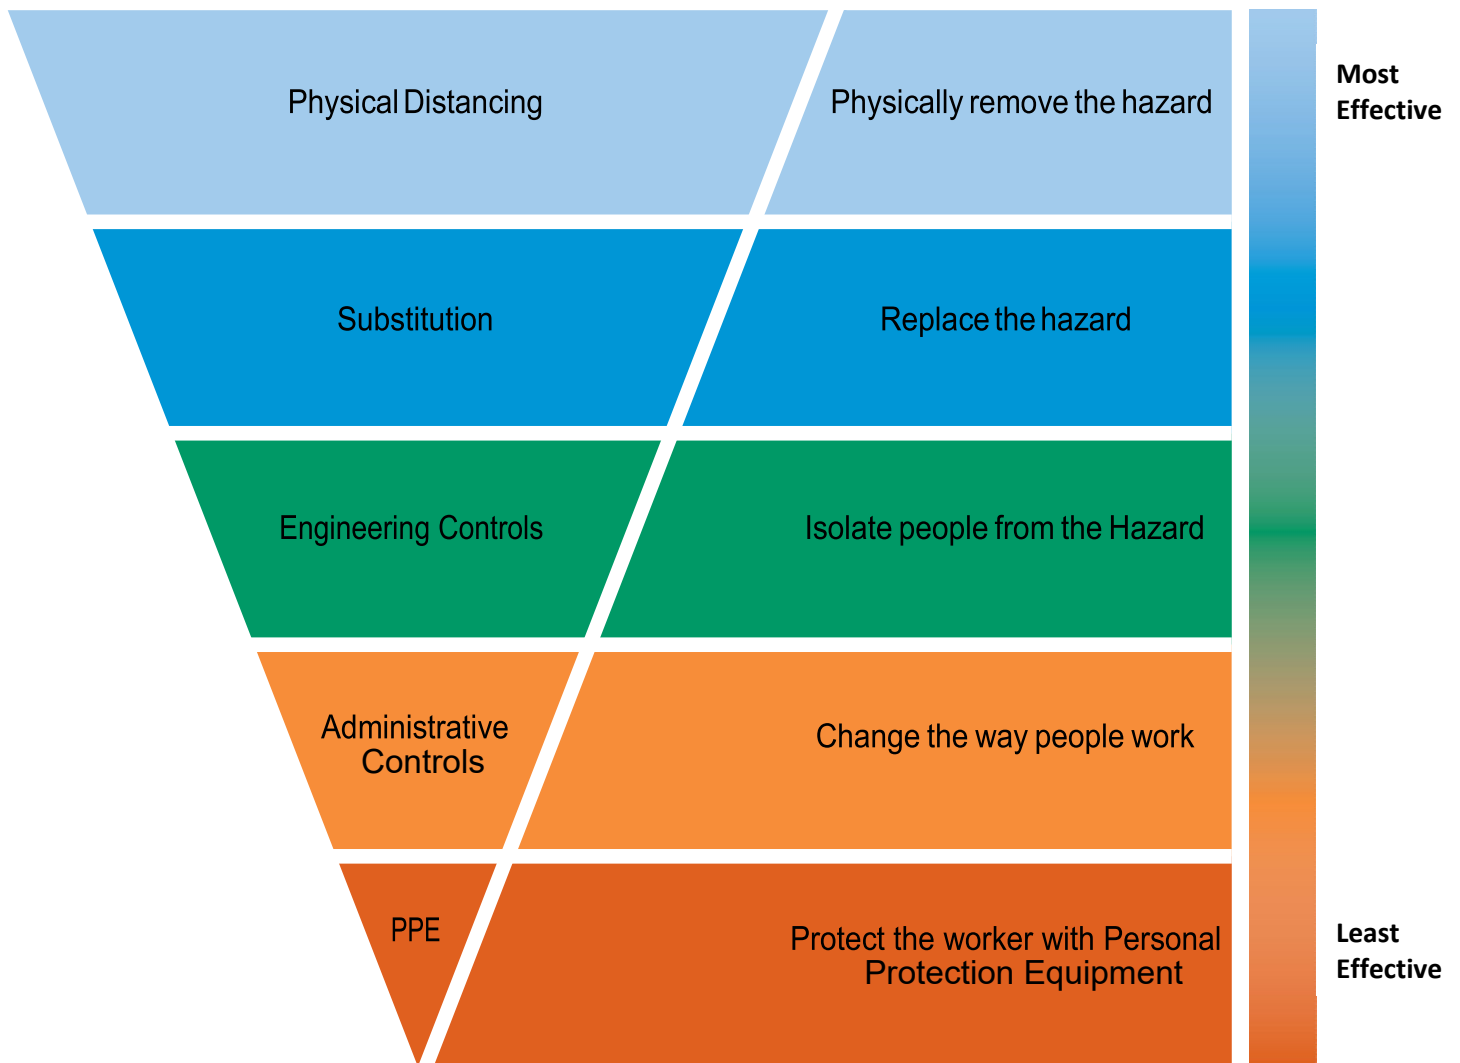 Physical Distancing
Physically remove the hazard
Most
Effective
Substitution
Replace the hazard
Engineering Controls
Isolate people from the Hazard
Administrative
Controls
Change the way people work
PPE
Protect the worker with Personal
Protection Equipment
Least
Effective